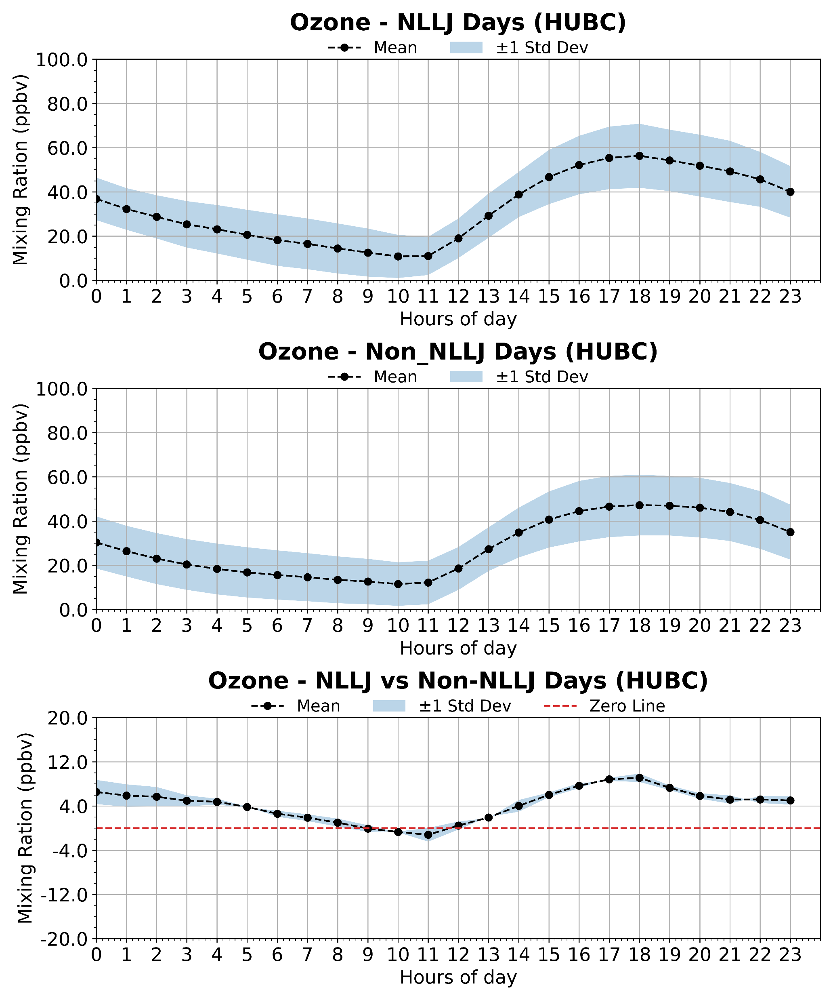 Ozone - NLLJ Days (HUBC)
Mean ±1 Std Dev
Mixing Ration (ppbv)
100.0
80.0
60.0
40.0
20.0
0.0
0 1 2 3 4 5 6 7 8 9 10 11 12 13 14 15 16 17 18 19 20 21 22 23
Hours of day
Ozone - Non_NLLJ Days (HUBC)
Mean ±1 Std Dev
Mixing Ration (ppbv)
100.0
80.0
60.0
40.0
20.0
0.0
0 1 2 3 4 5 6 7 8 9 10 11 12 13 14 15 16 17 18 19 20 21 22 23
Hours of day
Ozone - NLLJ vs Non-NLLJ Days (HUBC)
Mean ±1 Std Dev Zero Line
Mixing Ration (ppbv)
20.0
12.0
4.0
-4.0
-12.0
-20.0
0 1 2 3 4 5 6 7 8 9 10 11 12 13 14 15 16 17 18 19 20 21 22 23
Hours of day